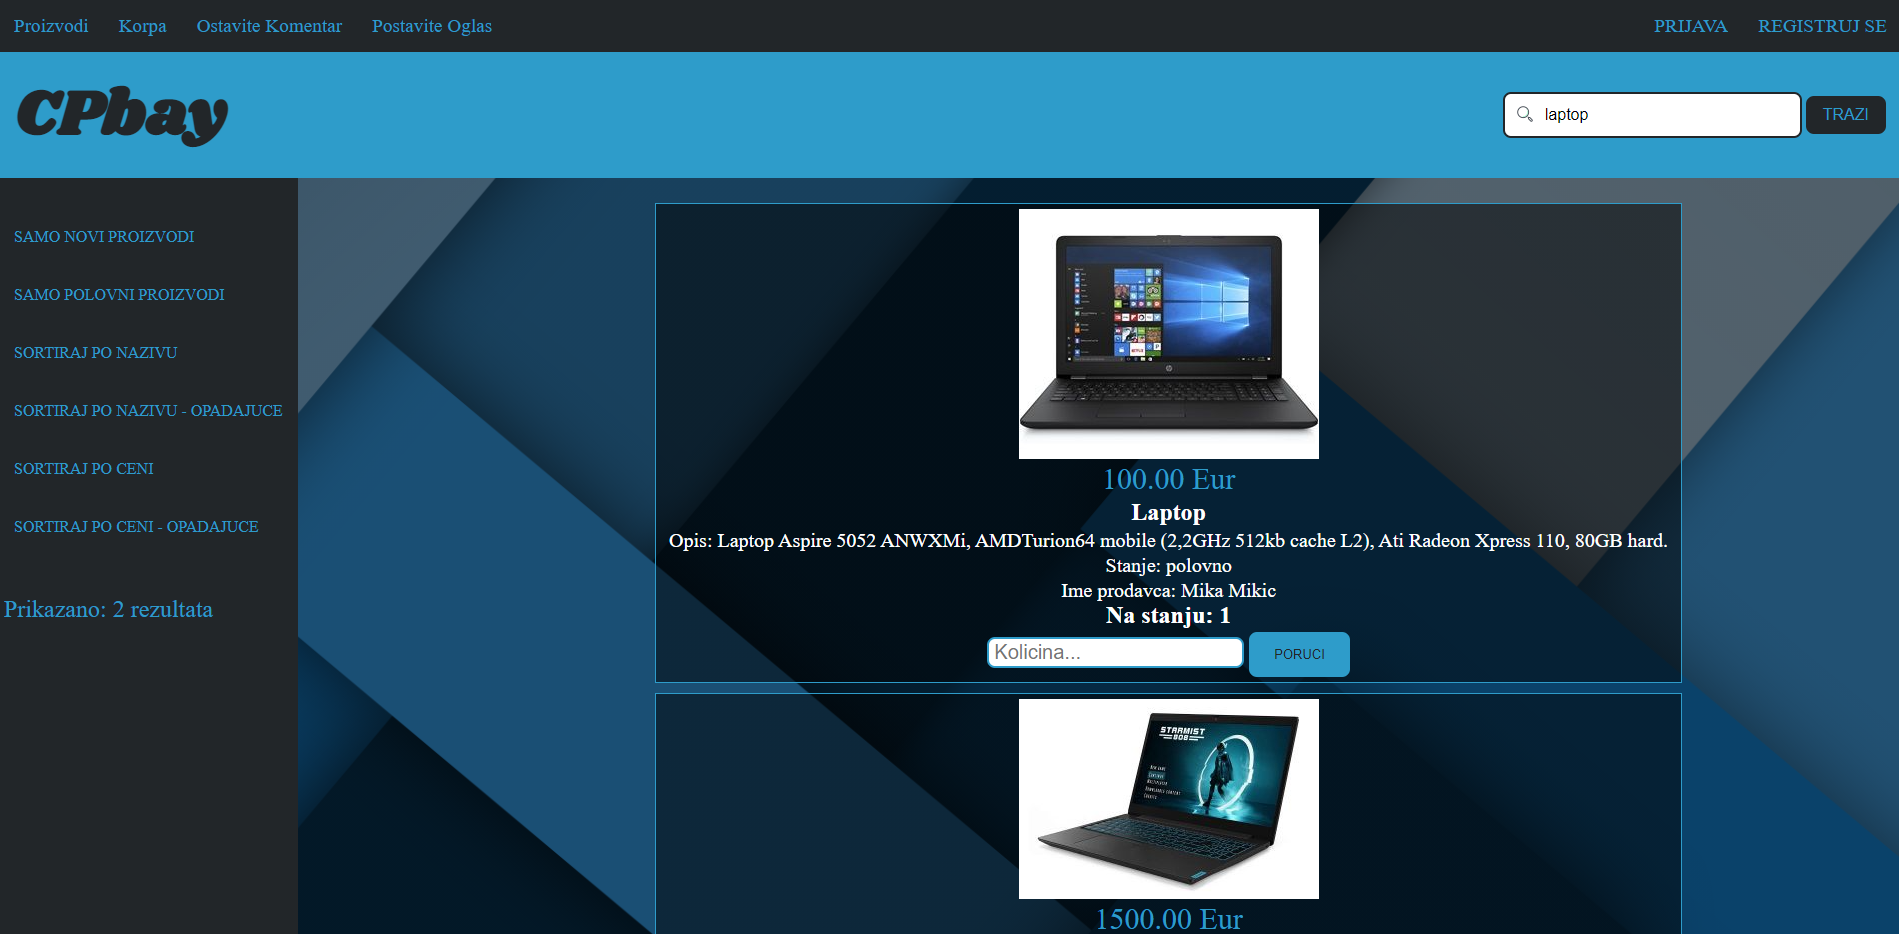 Proizvodi Korpa Ostavite Komentar Postavite Oglas PRIJAVA REGISTRUJ SE
CPbay
laptop TRAZI
SAMO NOVI PROIZVODI
SAMO POLOVNI PROIZVODI
SORTIRAJ PO NAZIVU
SORTIRAJ PO NAZIVU - OPADAJUCE
SORTIRAJ PO CENI
SORTIRAJ PO CENI - OPADAJUCE
Prikazano: 2 rezultata
100.00 Eur
Laptop
Opis: Laptop Aspire 5052 ANWXMi, AMDTurion64 mobile (2,2GHz 512kb cache L2), Ati Radeon Xpress 110, 80GB hard.
Stanje: polovno
Ime prodavca: Mika Mikic
Na stanju: 1
Kolicina... PORUCI
STARMIST
808
1500.00 Eur